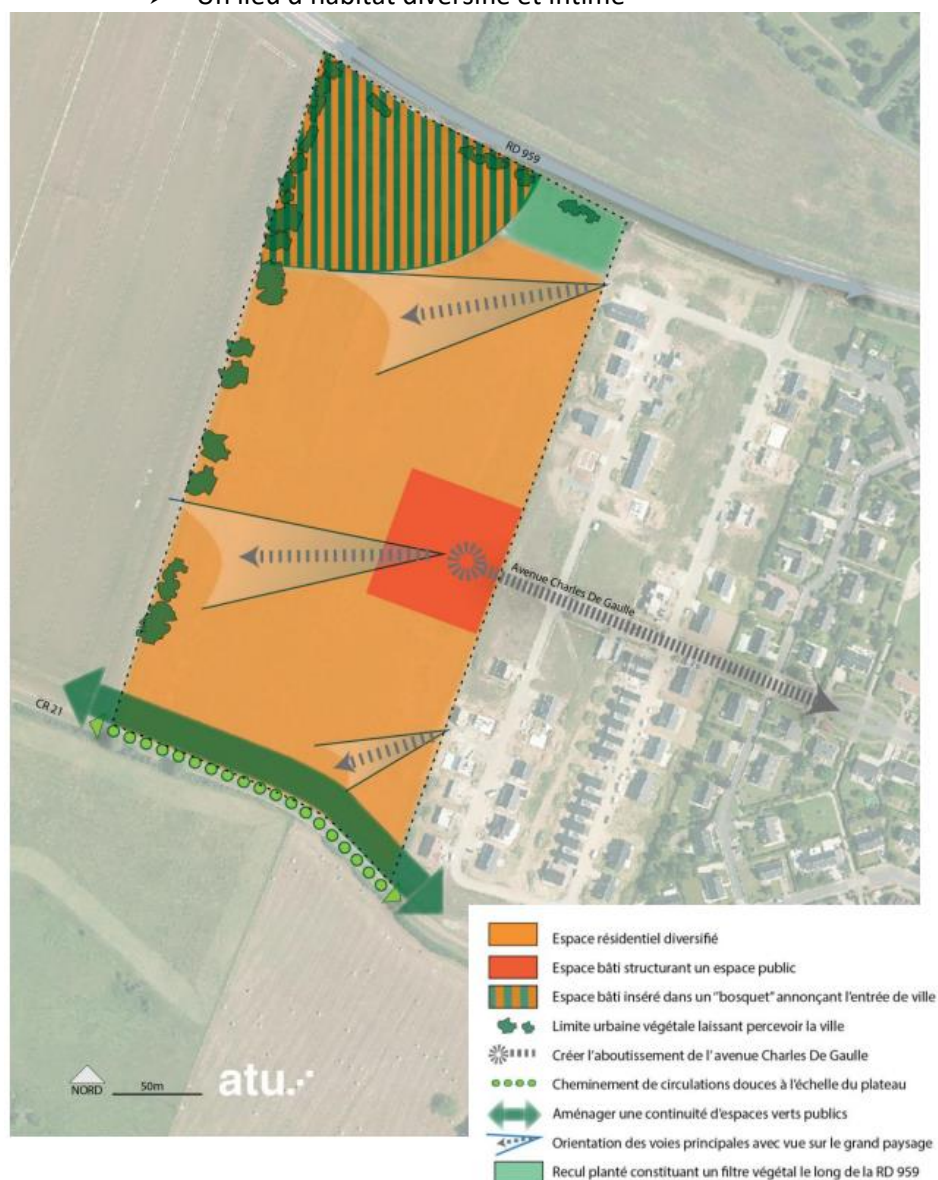 Un lieu d'habitat diversifié et intime
RD 959
Avenue Charles De Gaulle
CR 21
NORD
50m
atu
Espace résidentiel diversifié
Espace bâti structurant un espace public
Espace bâti inséré dans un "bosquet" annonçant l'entrée de ville
Limite urbaine végétale laissant percevoir la ville
Créer l'aboutissement de l'avenue Charles De Gaulle
Cheminement de circulations douces à l'échelle du plateau
Aménager une continuité d'espaces verts publics
Orientation des voies principales avec vue sur le grand paysage
Recul planté constituant un filtre végétal le long de la RD 959